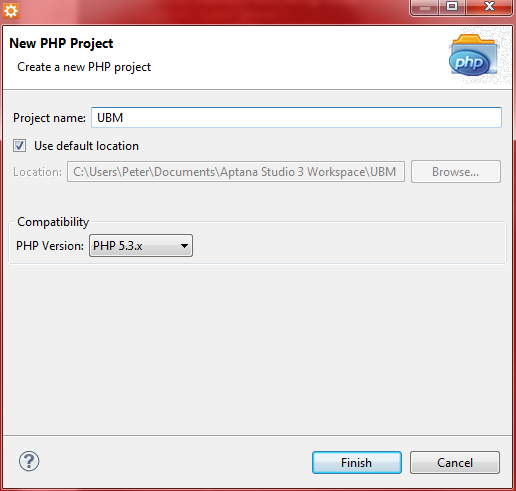 New PHP Project
Create a new PHP project
php
Project name: UBM
Use default location
Location: C:\Users\Peter\Documents\Aptana Studio 3 Workspace\UBM Browse...
Compatibility
PHP Version: PHP 5.3.x
?
Finish Cancel